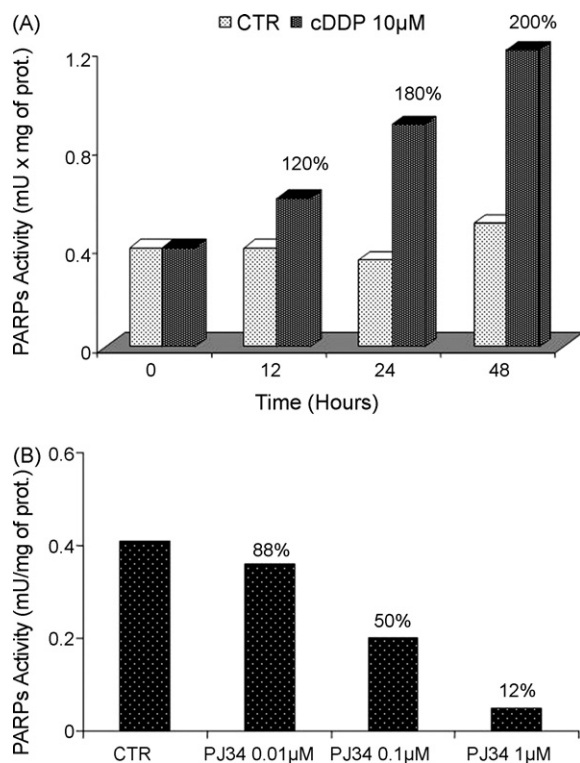 (A)
CTR cDDP 10µM
200%
180%
120%
1.2
0.8
0.4
0
PARPs Activity (mU x mg of prot.)
0 12 24 48
Time (Hours)
(B)
0.6
0.4
0.2
0
PARPs Activity (mU/mg of prot.)
88%
50%
12%
CTR PJ34 0.01µM PJ34 0.1µM PJ34 1µM